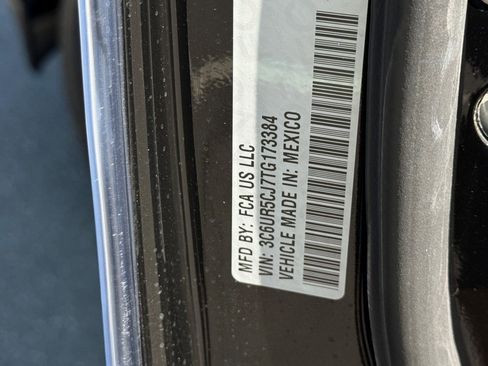 MFD BY: FCA US LLC
VIN: 3C6UR5CJ7TG173384
VEHICLE MADE IN: MEXICO